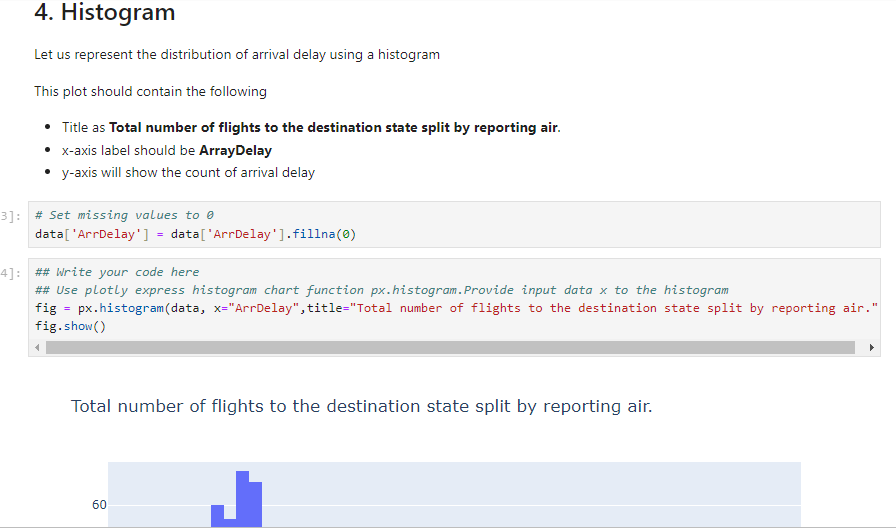 4. Histogram
Let us represent the distribution of arrival delay using a histogram
This plot should contain the following
• Title as Total number of flights to the destination state split by reporting air.
• x-axis label should be ArrayDelay
• y-axis will show the count of arrival delay
3]: # Set missing values to 0
data['ArrDelay'] = data['ArrDelay'].fillna(0)
4]: ## Write your code here
## Use plotly express histogram chart function px.histogram.Provide input data x to the histogram
fig = px.histogram(data, x="ArrDelay",title="Total number of flights to the destination state split by reporting air."
fig.show()
Total number of flights to the destination state split by reporting air.
60